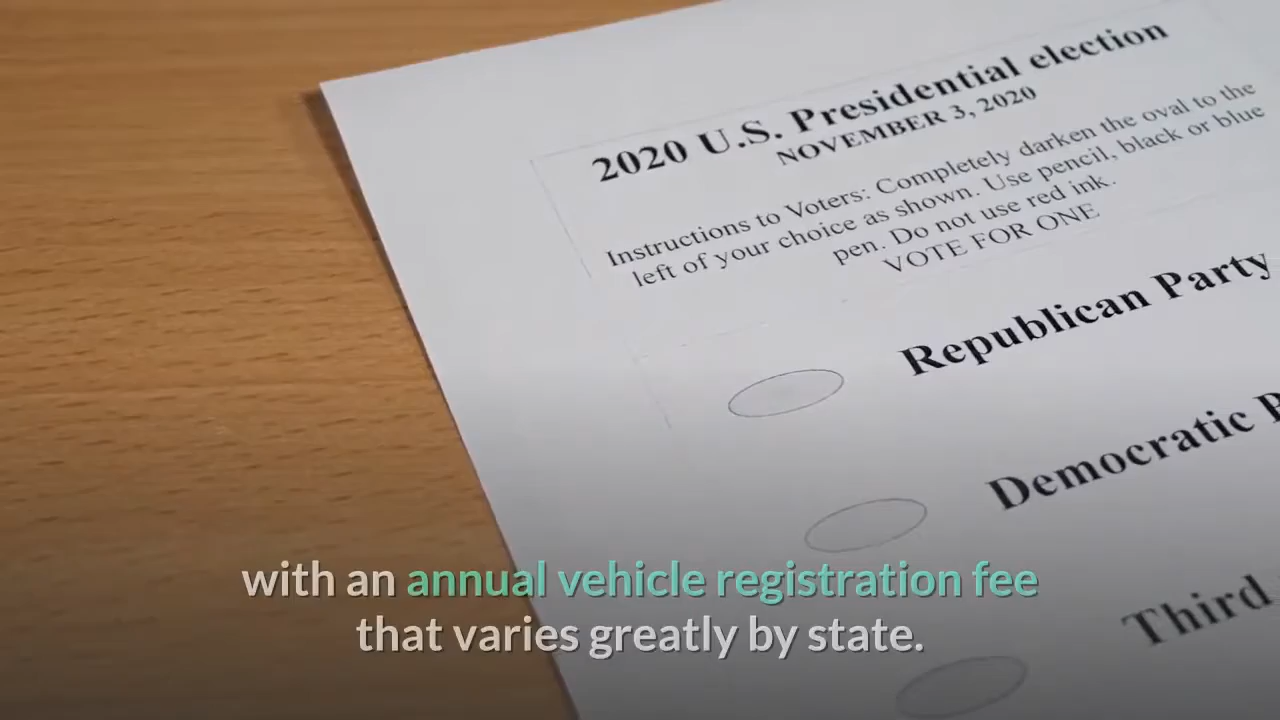 2020 U.S. Presidential election
NOVEMBER 3, 2020
Instructions to Voters: Completely darken the oval to the
left of your choice as shown. Use pencil, black or blue
pen. Do not use red ink.
VOTE FOR ONE
Republican Party
Democratic
Third
with an annual vehicle registration fee
that varies greatly by state.